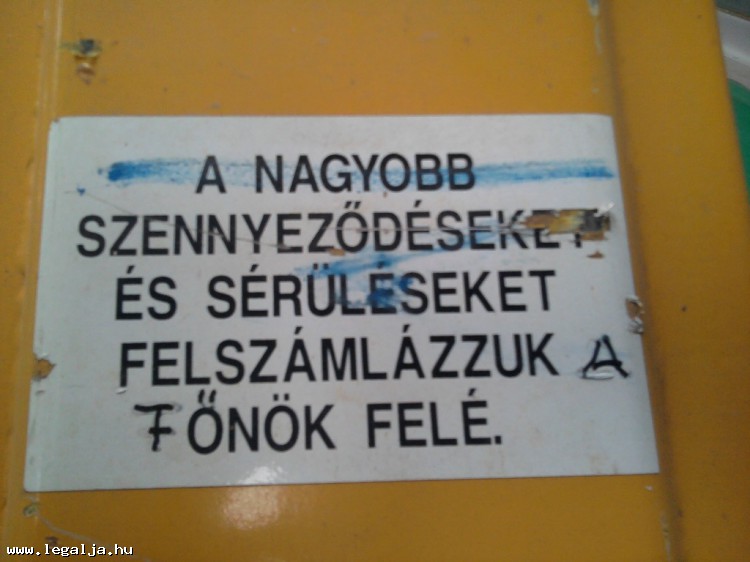 A NAGYOBB
SZENNYEZŐDÉSEKET
ÉS SÉRÜLÉSEKET
FELSZÁMLÁZZUK A
FŐNÖK FELÉ.
www.legalja.hu